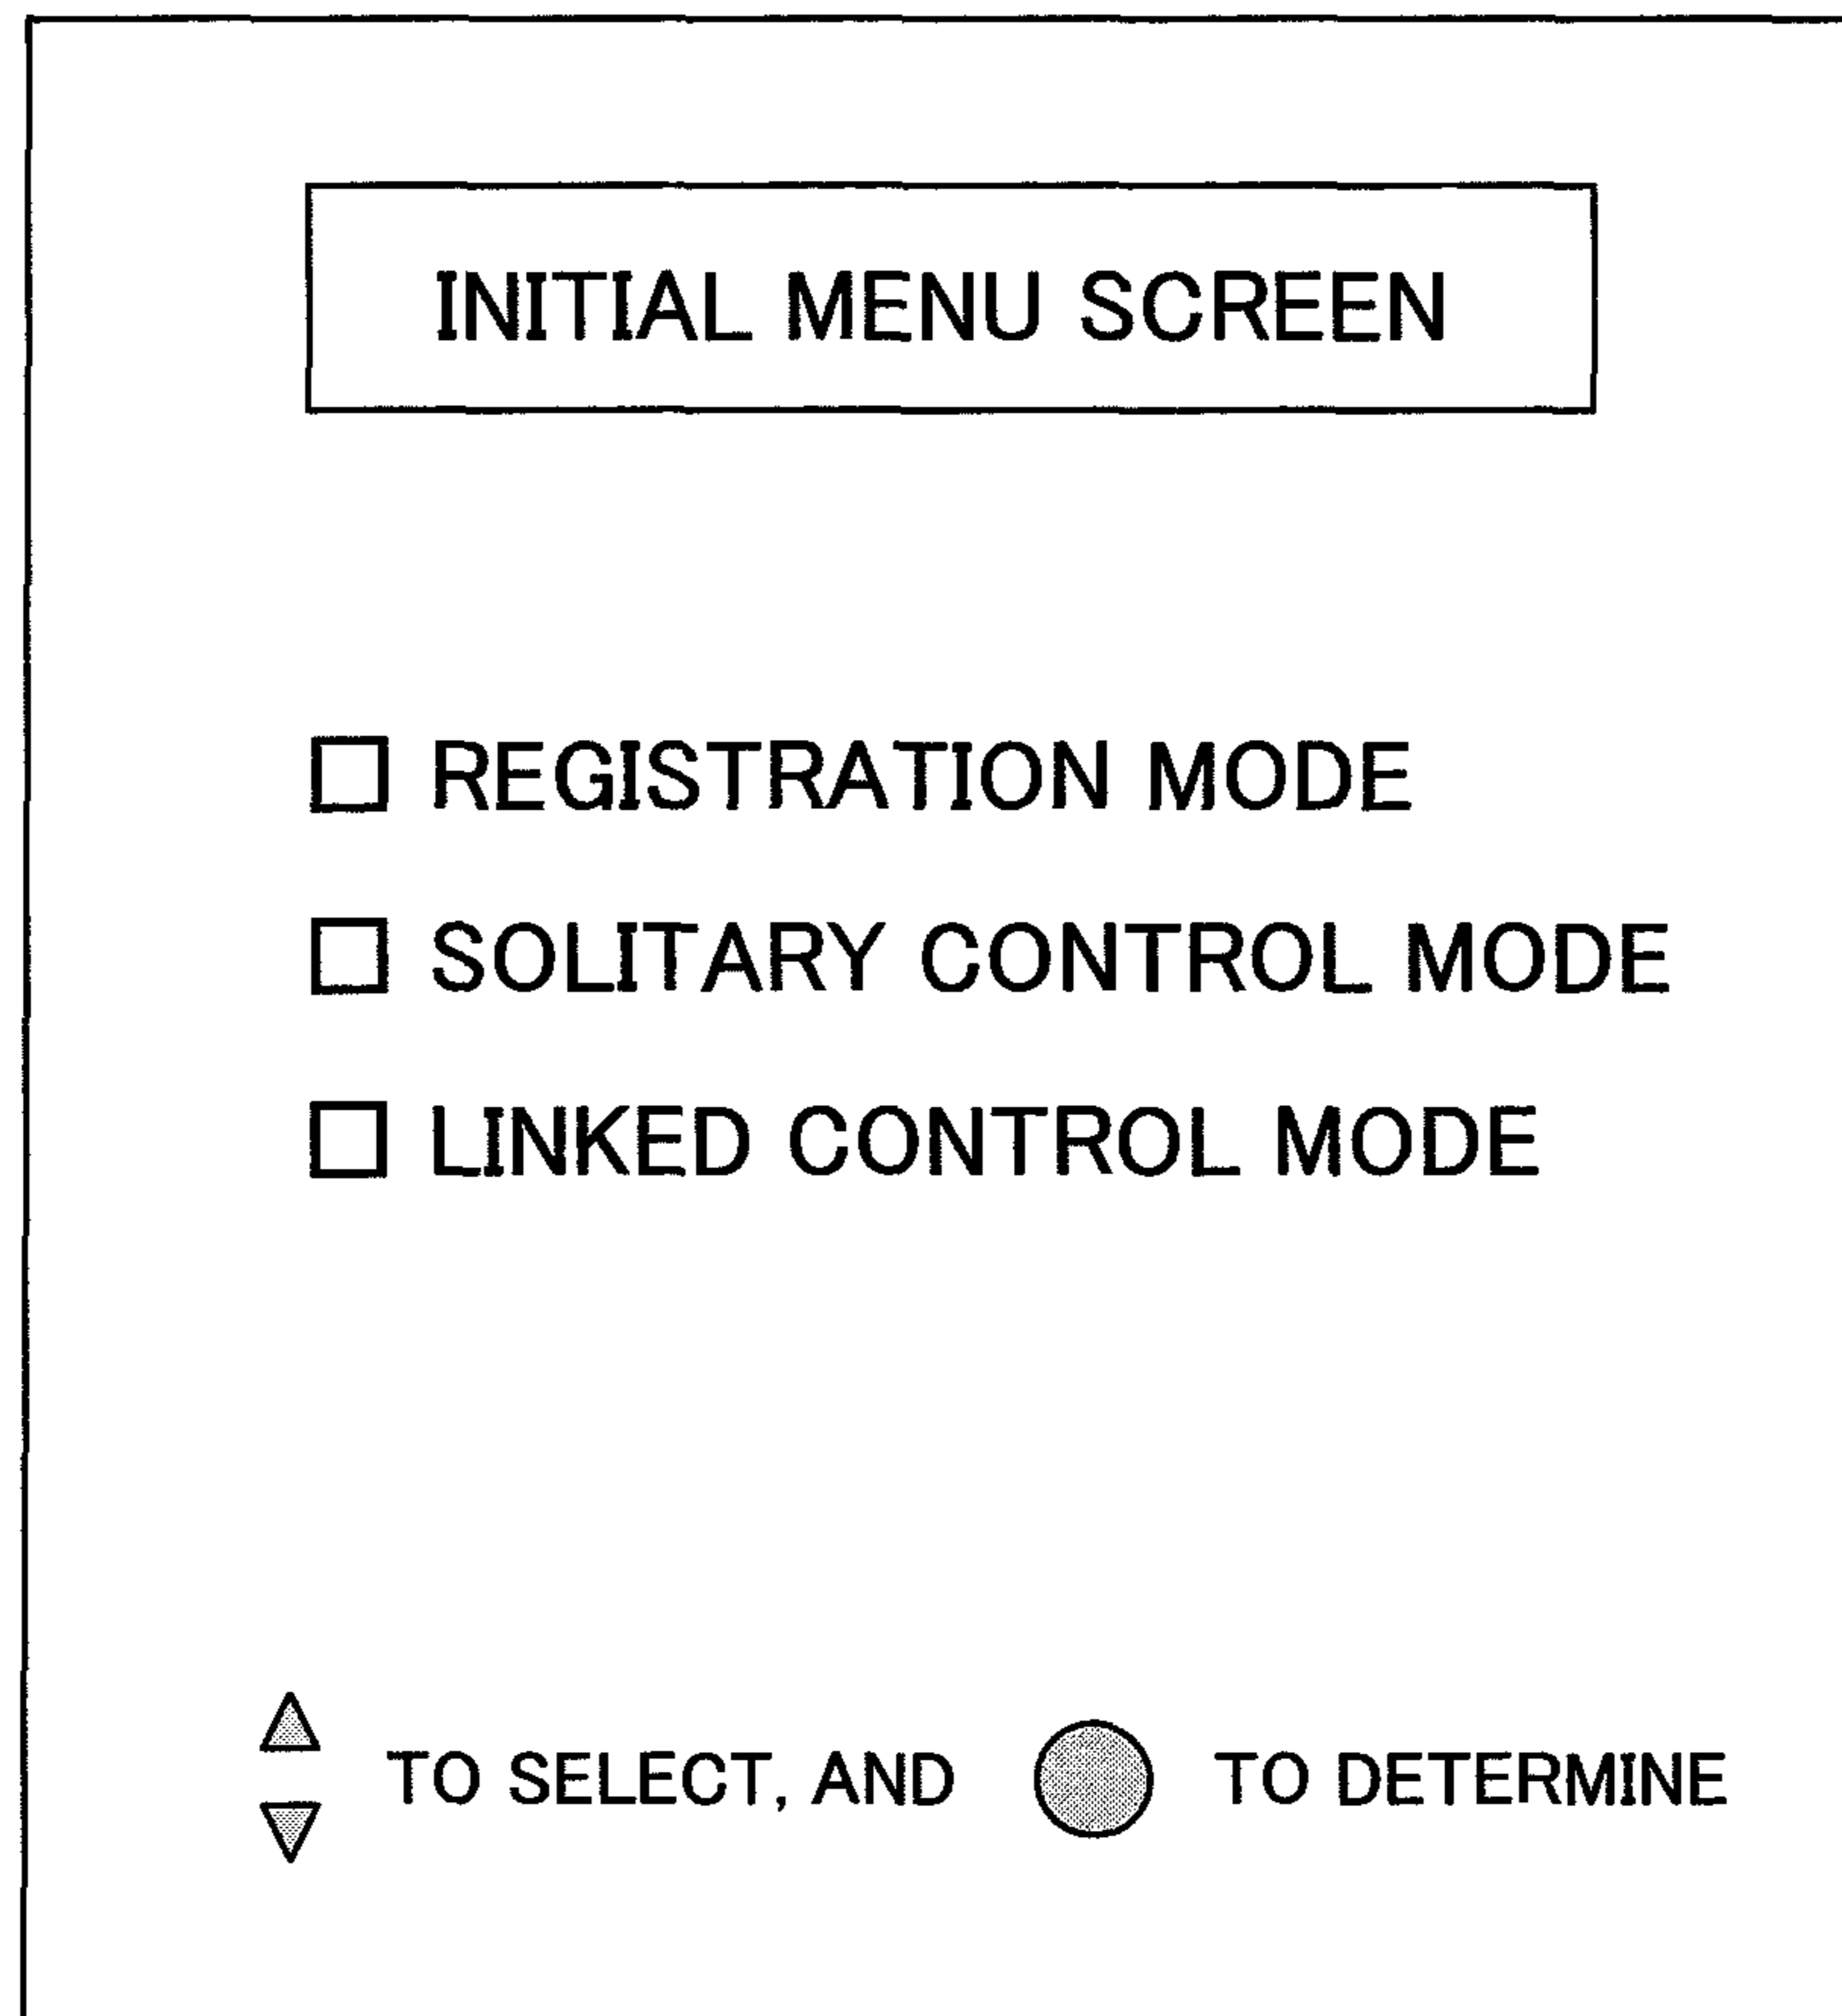 INITIAL MENU SCREEN
REGISTRATION MODE
SOLITARY CONTROL MODE
LINKED CONTROL MODE
TO SELECT, AND TO DETERMINE